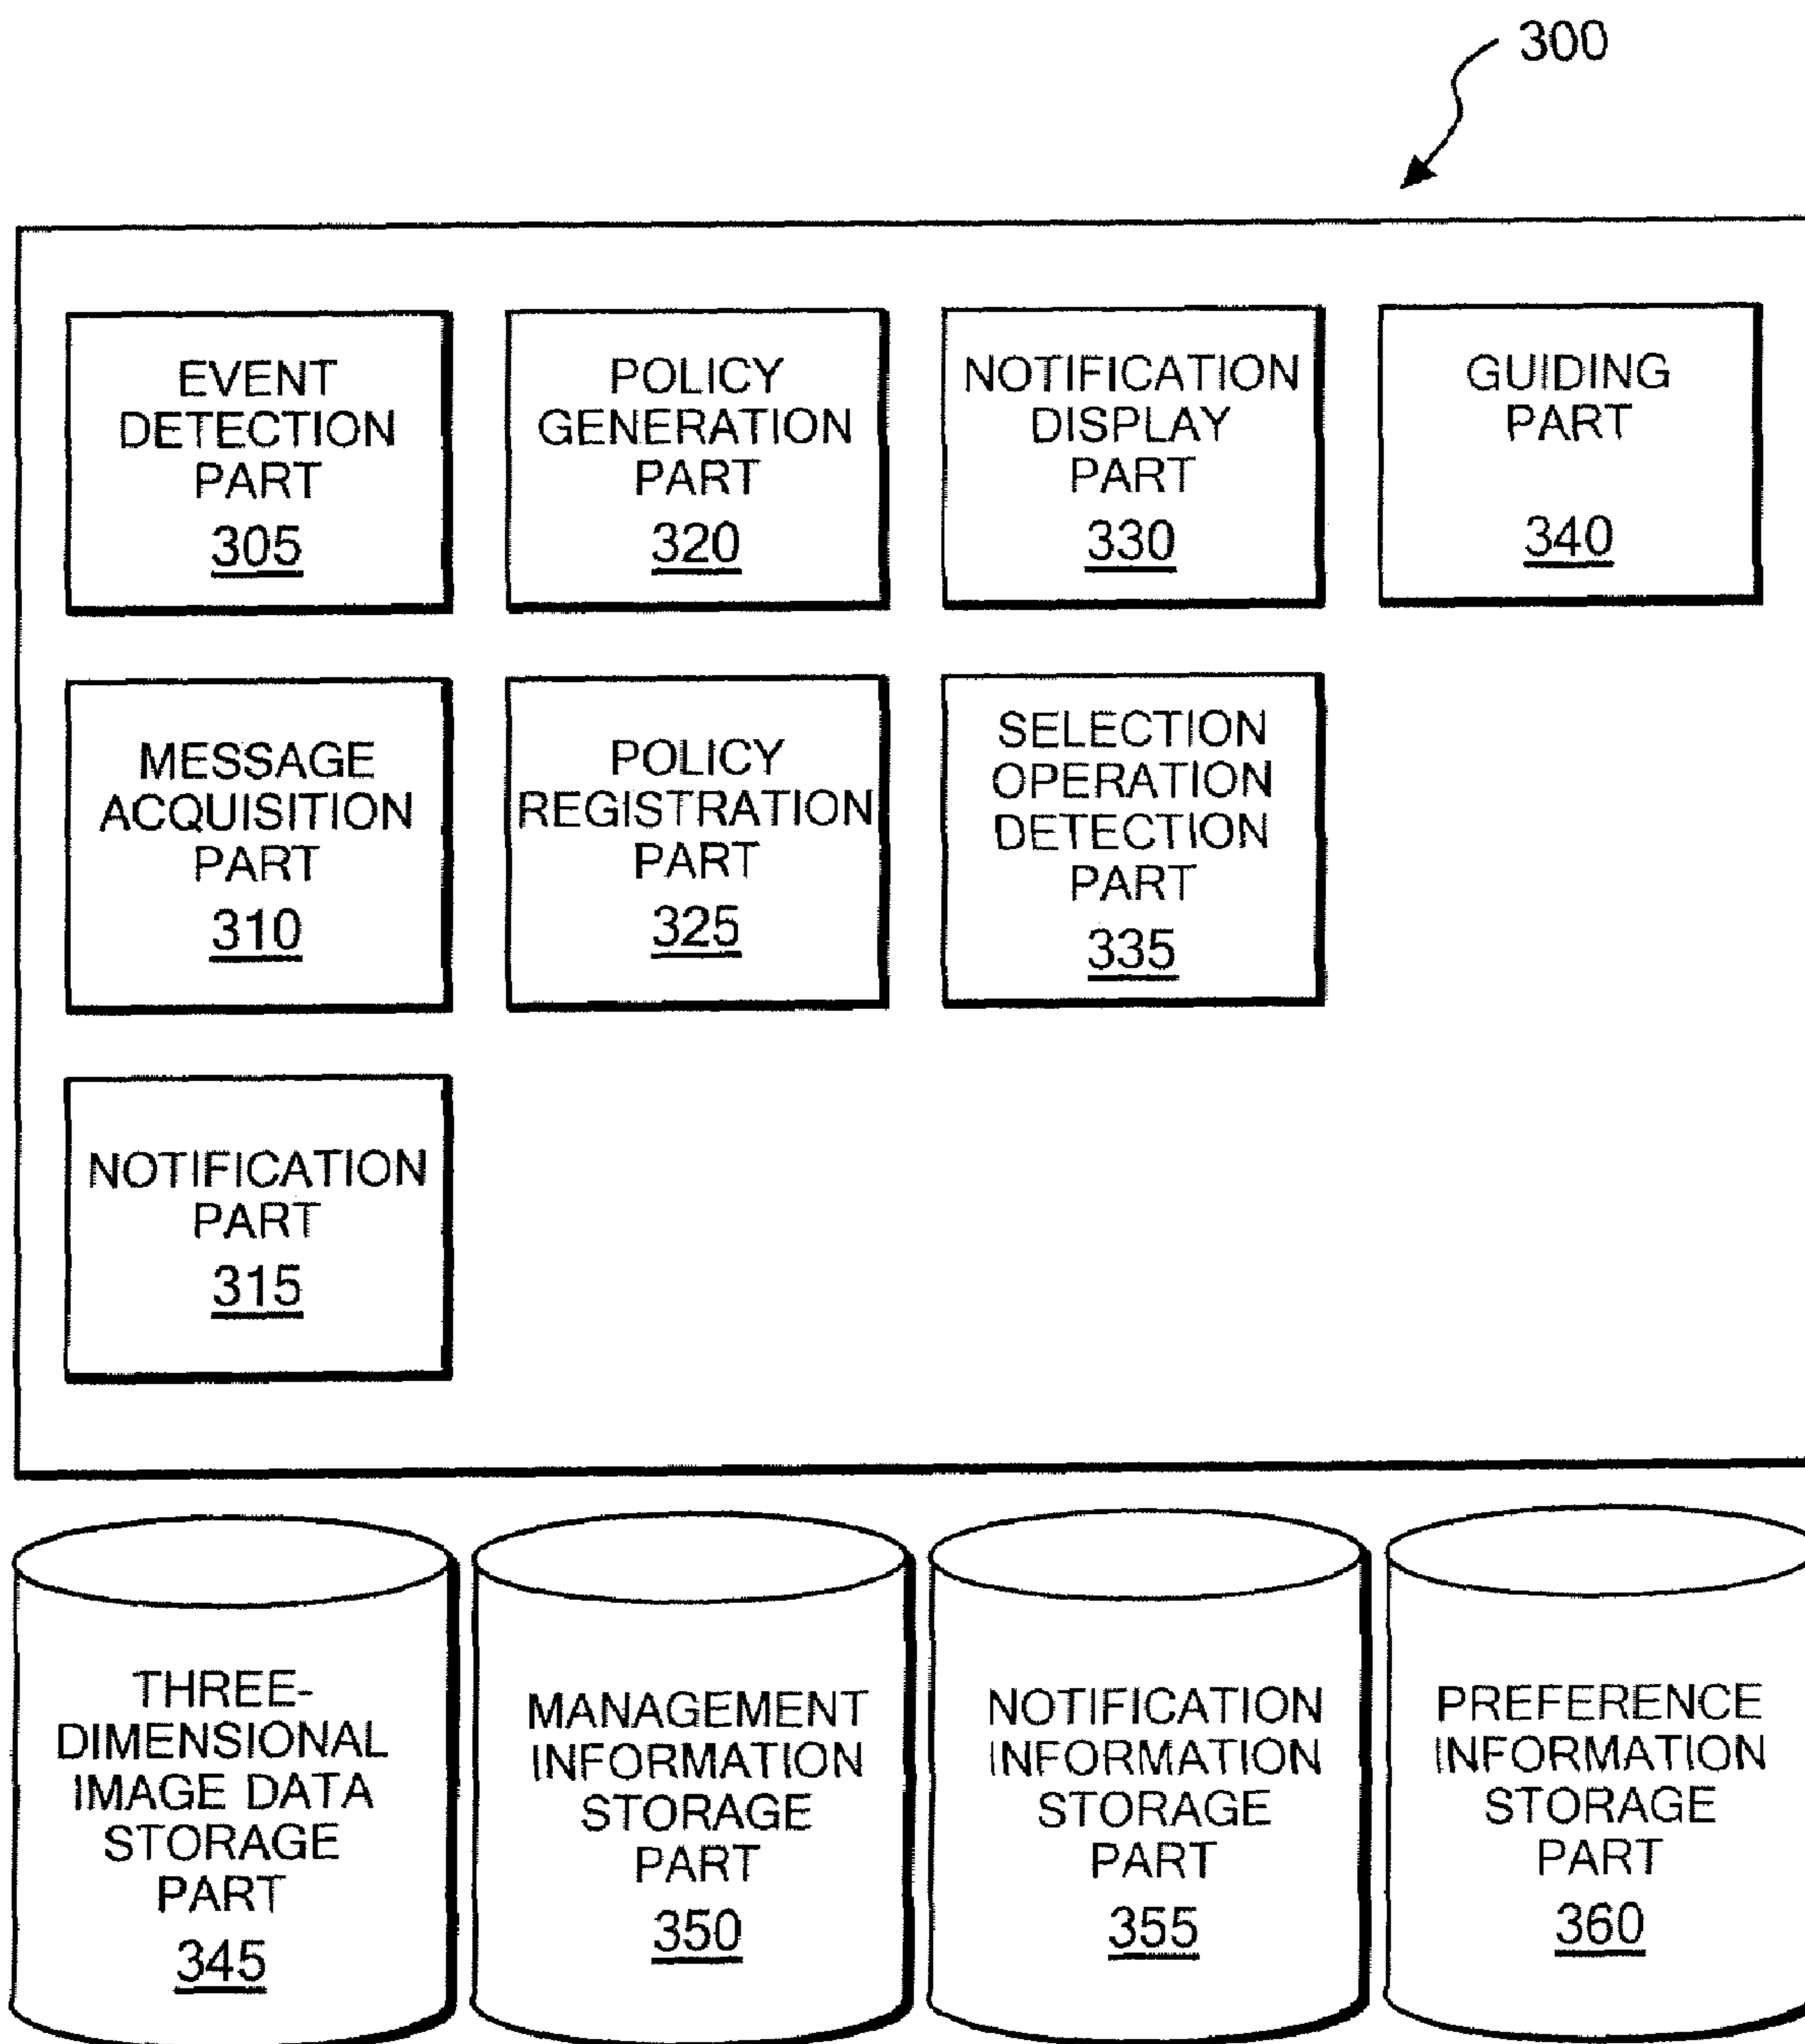 300
EVENT
DETECTION
PART
305
POLICY
GENERATION
PART
320
NOTIFICATION
DISPLAY
PART
330
GUIDING
PART
340
MESSAGE
ACQUISITION
PART
310
POLICY
REGISTRATION
PART
325
SELECTION
OPERATION
DETECTION
PART
335
NOTIFICATION
PART
315
THREE-
DIMENSIONAL
IMAGE DATA
STORAGE
PART
345
MANAGEMENT
INFORMATION
STORAGE
PART
350
NOTIFICATION
INFORMATION
STORAGE
PART
355
PREFERENCE
INFORMATION
STORAGE
PART
360